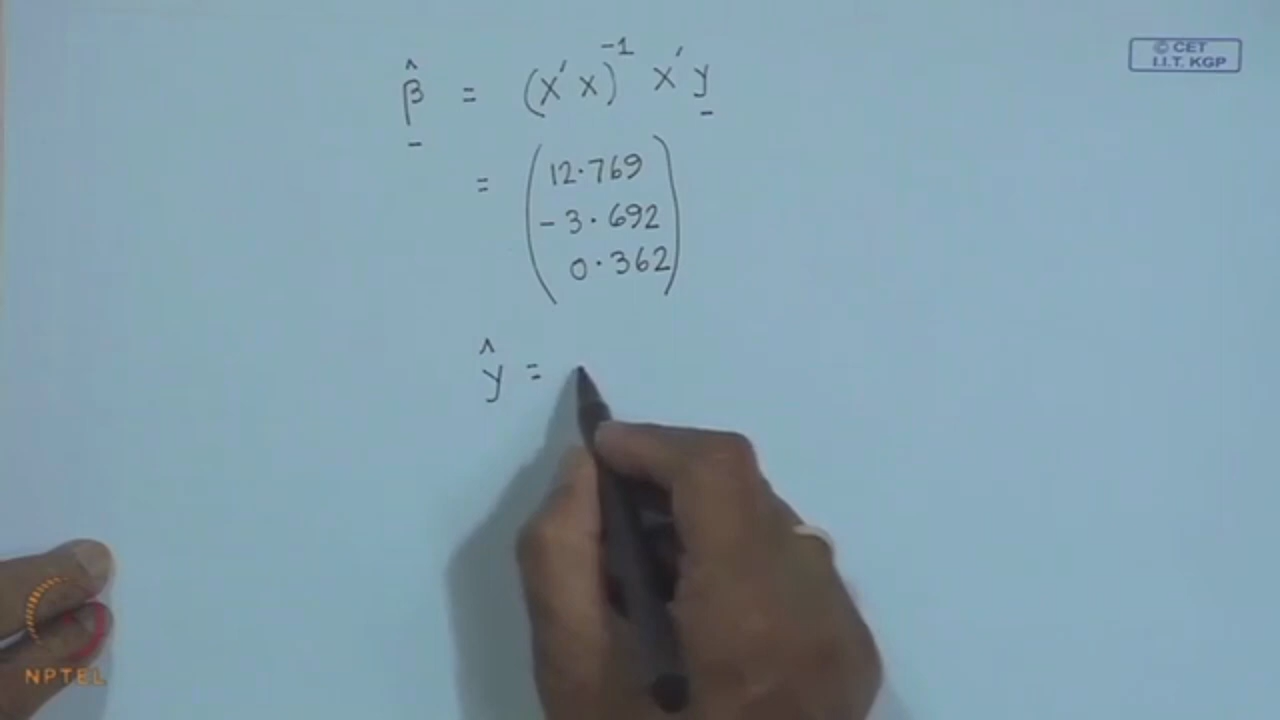 © CET
I.I.T. KGP
β̂ = (X′X)⁻¹ X′y
= (12.769
-3.692
0.362)
ŷ =
NPTEL